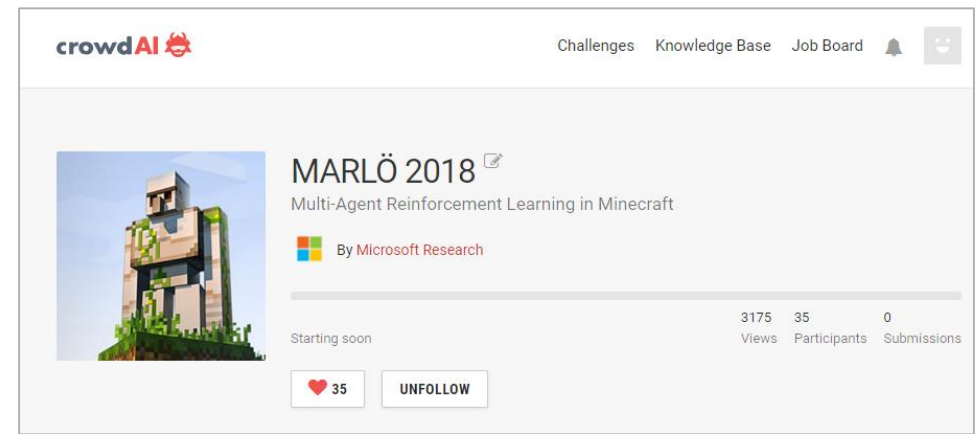 crowdAI
Challenges Knowledge Base Job Board
MARLÖ 2018
Multi-Agent Reinforcement Learning in Minecraft
By Microsoft Research
3175 35 0
Starting soon Views Participants Submissions
35 UNFOLLOW